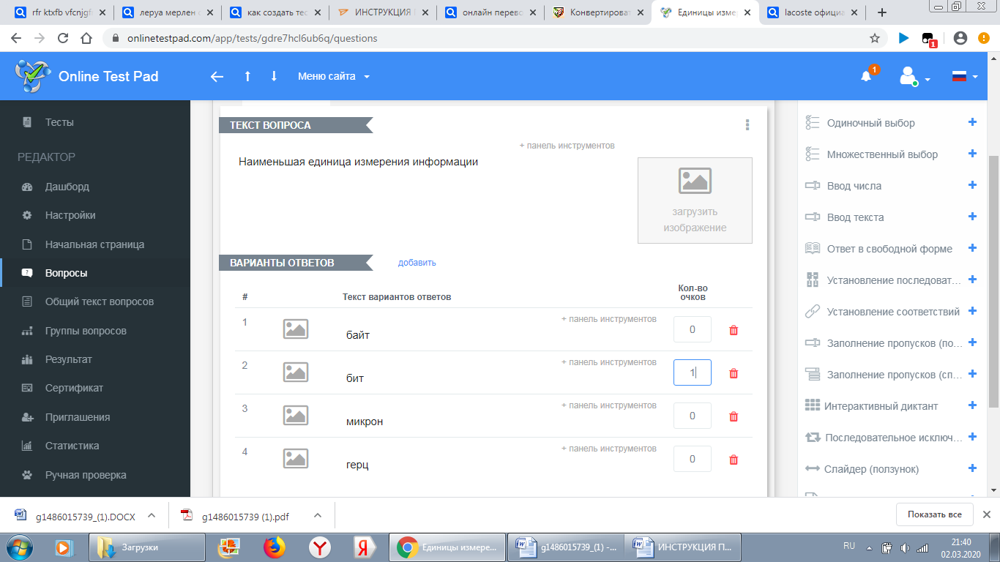 rfr ktxfb vfcnjgf
леруа мерлен о
как создать тес
ИНСТРУКЦИЯ П
онлайн перево
Конвертироват
Единицы измер
lacoste официа
onlinetestpad.com/app/tests/gdre7hcl6ub6q/questions
1
Online Test Pad
Меню сайта
1
Тесты
РЕДАКТОР
Дашборд
Настройки
Начальная страница
Вопросы
Общий текст вопросов
Группы вопросов
Результат
Сертификат
Приглашения
Статистика
Ручная проверка
ТЕКСТ ВОПРОСА
+ панель инструментов
Наименьшая единица измерения информации
загрузить
изображение
ВАРИАНТЫ ОТВЕТОВ
добавить
# Текст вариантов ответов Кол-во
очков
1 байт + панель инструментов 0
2 бит + панель инструментов 1
3 микрон + панель инструментов 0
4 герц + панель инструментов 0
Одиночный выбор
Множественный выбор
Ввод числа
Ввод текста
Ответ в свободной форме
Установление последоват...
Установление соответствий
Заполнение пропусков (по...
Заполнение пропусков (сп...
Интерактивный диктант
Последовательное исключ...
Слайдер (ползунок)
g1486015739_(1).DOCX
g1486015739 (1).pdf
Показать все
Загрузки
Единицы измере...
g1486015739_(1) -...
ИНСТРУКЦИЯ П...
RU
21:40
02.03.2020